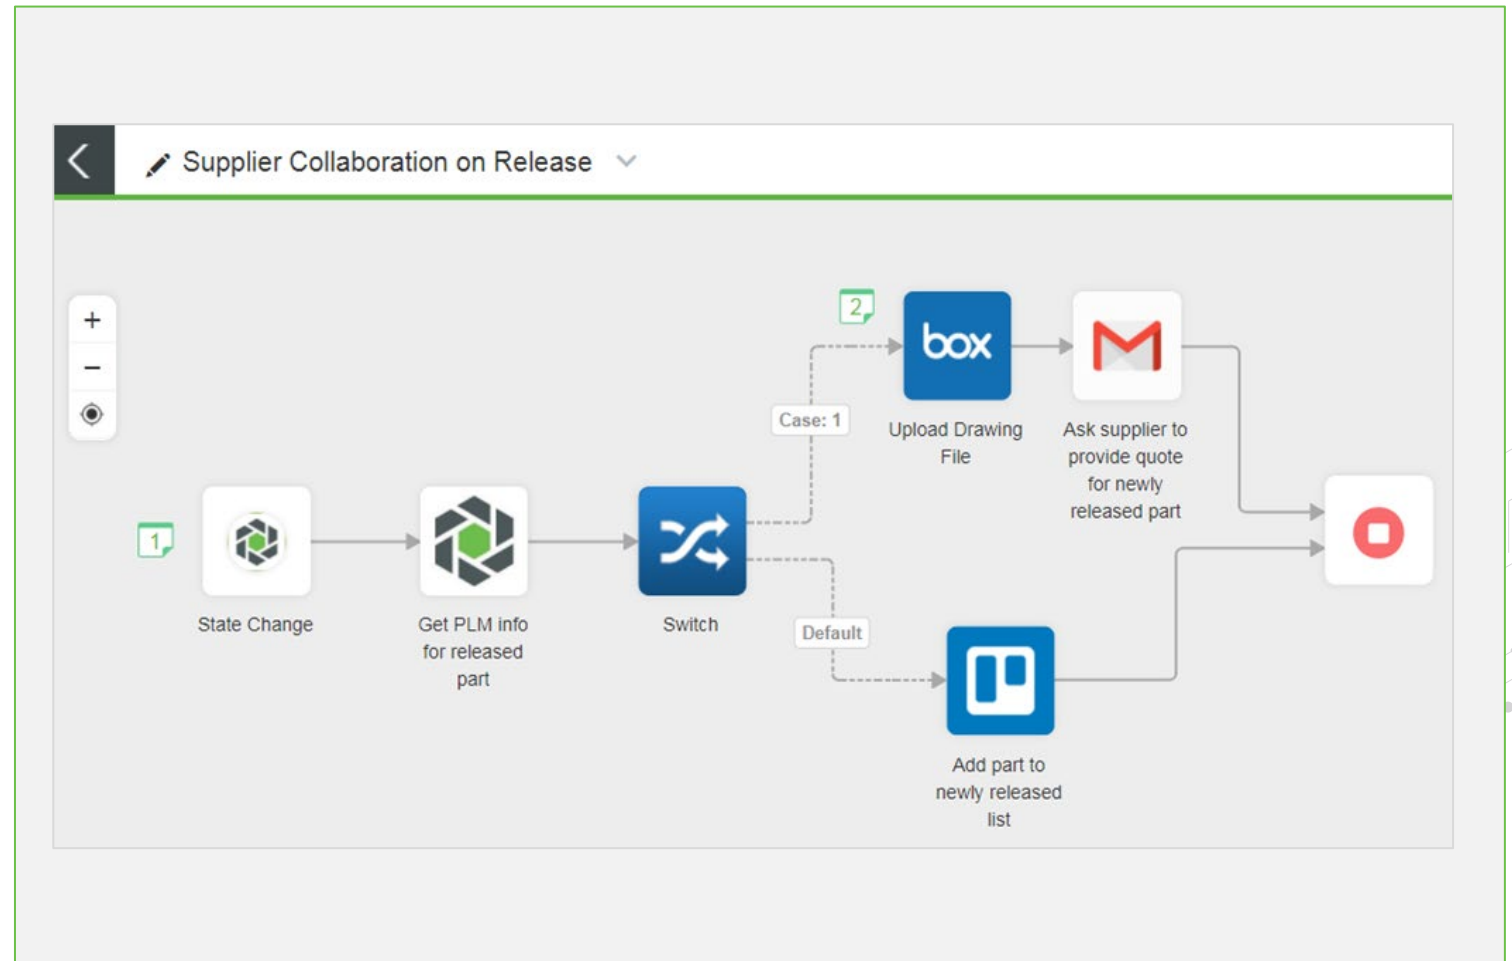 Supplier Collaboration on Release
+
−
2
box
Case: 1
Upload Drawing
File
Ask supplier to
provide quote
for newly
released part
1
State Change
Get PLM info
for released
part
Switch
Default
Add part to
newly released
list